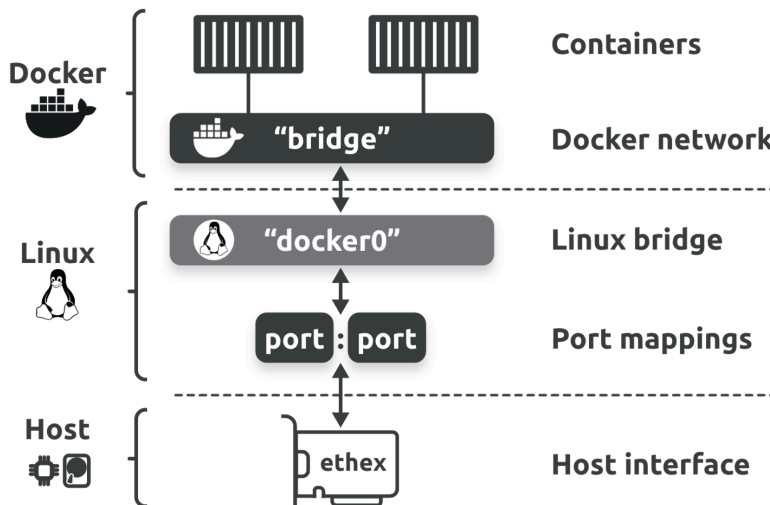 Containers
Docker
“bridge”
Docker network
“docker0”
Linux bridge
Linux
port : port
Port mappings
Host
ethex
Host interface